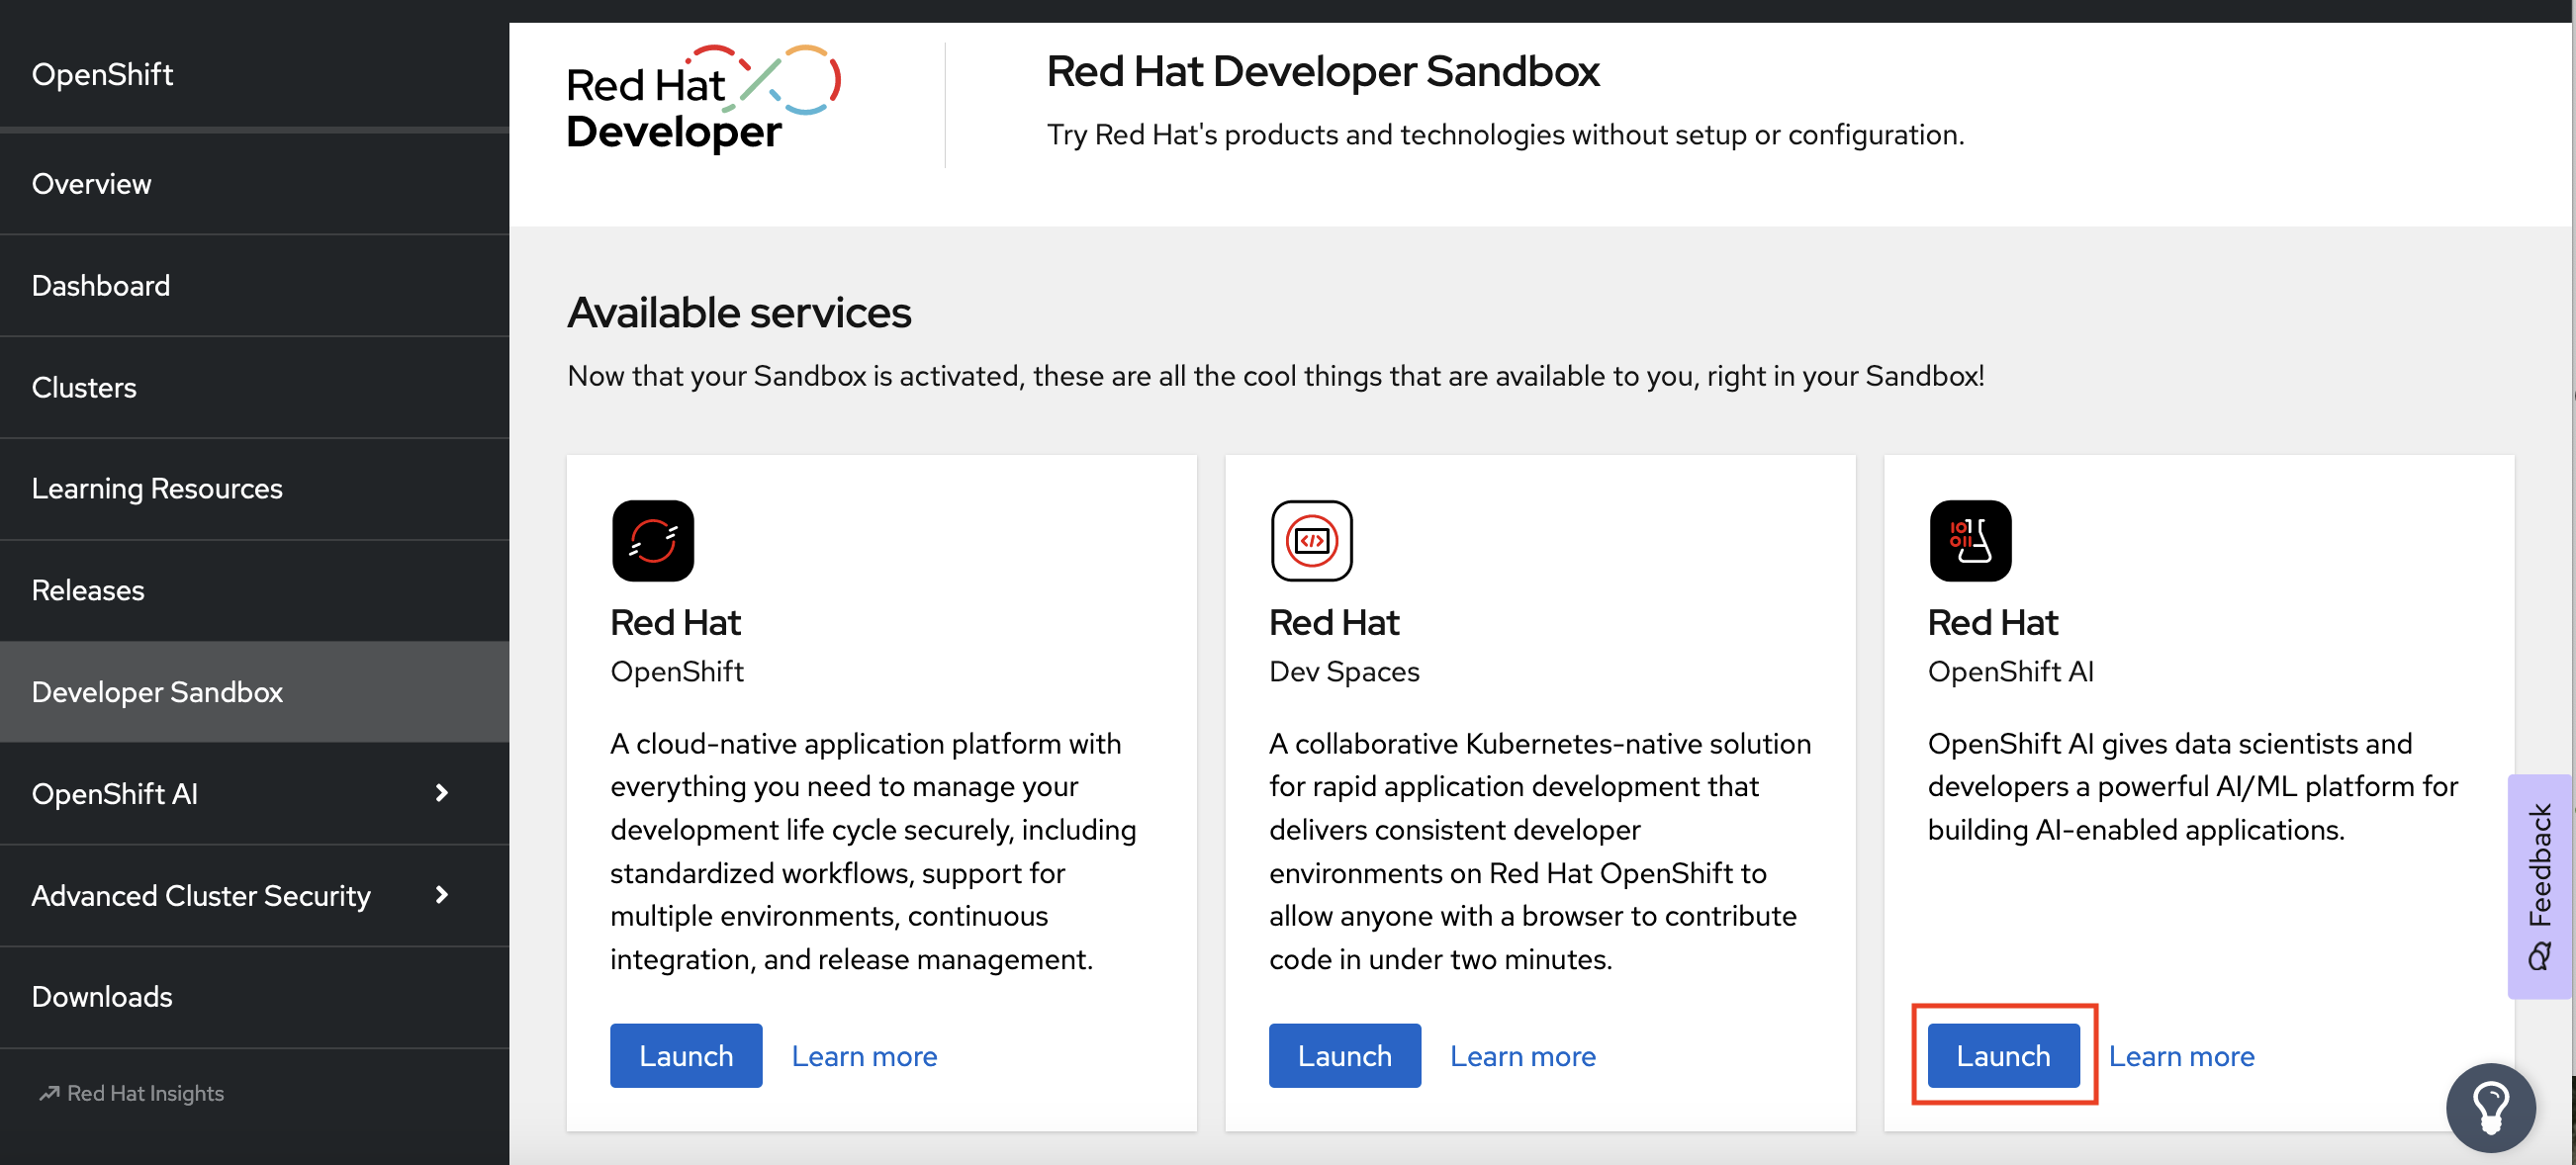 OpenShift
Overview
Dashboard
Clusters
Learning Resources
Releases
Developer Sandbox
OpenShift AI
Advanced Cluster Security
Downloads
Red Hat Insights
Red Hat
Developer
Red Hat Developer Sandbox
Try Red Hat's products and technologies without setup or configuration.
Available services
Now that your Sandbox is activated, these are all the cool things that are available to you, right in your Sandbox!
Red Hat
OpenShift
A cloud-native application platform with
everything you need to manage your
development life cycle securely, including
standardized workflows, support for
multiple environments, continuous
integration, and release management.
Launch Learn more
</>
Red Hat
Dev Spaces
A collaborative Kubernetes-native solution
for rapid application development that
delivers consistent developer
environments on Red Hat OpenShift to
allow anyone with a browser to contribute
code in under two minutes.
Launch Learn more
101
011
Red Hat
OpenShift AI
OpenShift AI gives data scientists and
developers a powerful AI/ML platform for
building AI-enabled applications.
Launch Learn more
Feedback